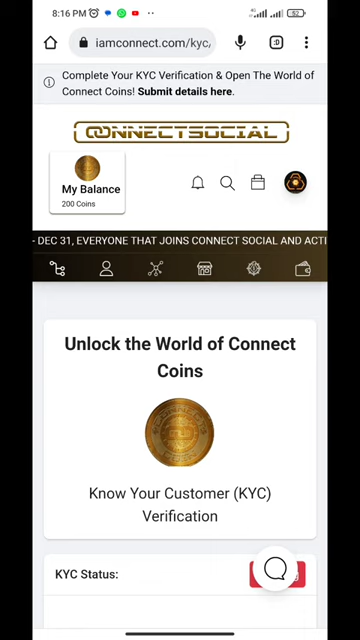 8:16 PM
4G
52
iamconnect.com/kyc/
:D
Complete Your KYC Verification & Open The World of
Connect Coins! Submit details here.
CONNECTSOCIAL
My Balance
200 Coins
- DEC 31, EVERYONE THAT JOINS CONNECT SOCIAL AND ACTI
Unlock the World of Connect
Coins
Know Your Customer (KYC)
Verification
KYC Status: